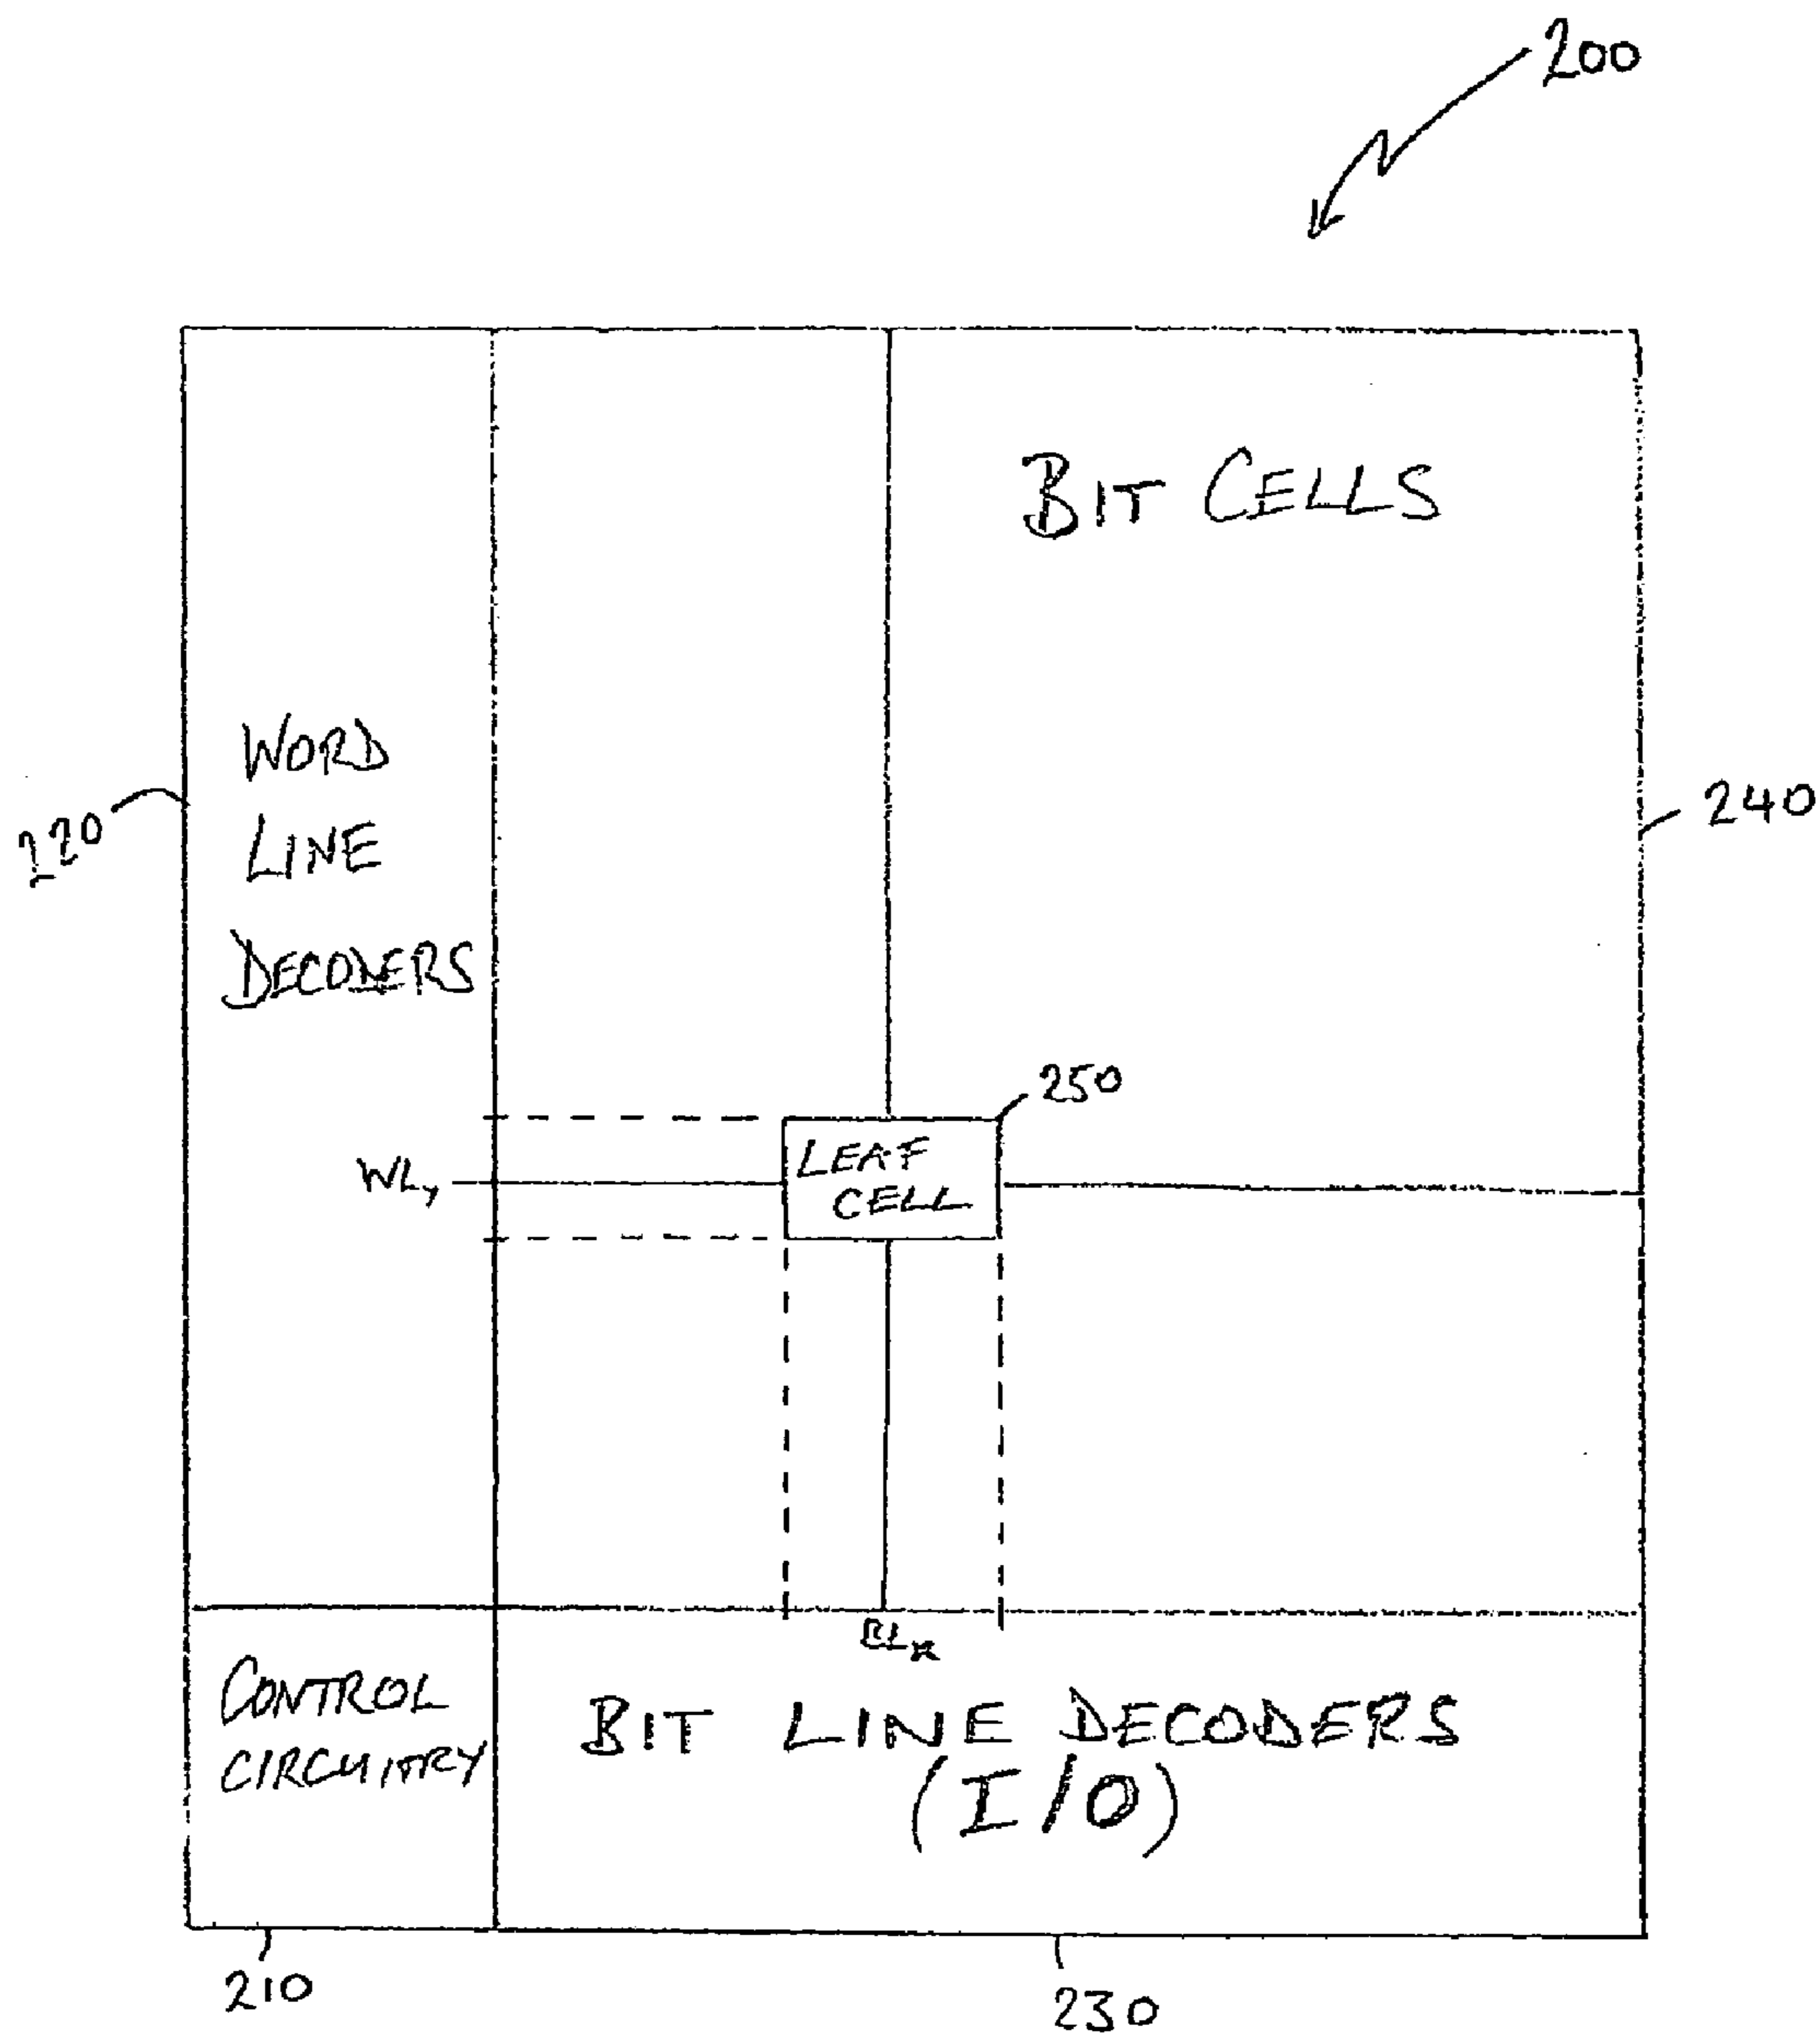 200
BIT CELLS
WORD
LINE
DECODERS
220
240
250
LEAF
CELL
WLy
CONTROL
CIRCUITRY
BIT LINE DECODERS
(I/O)
210
230